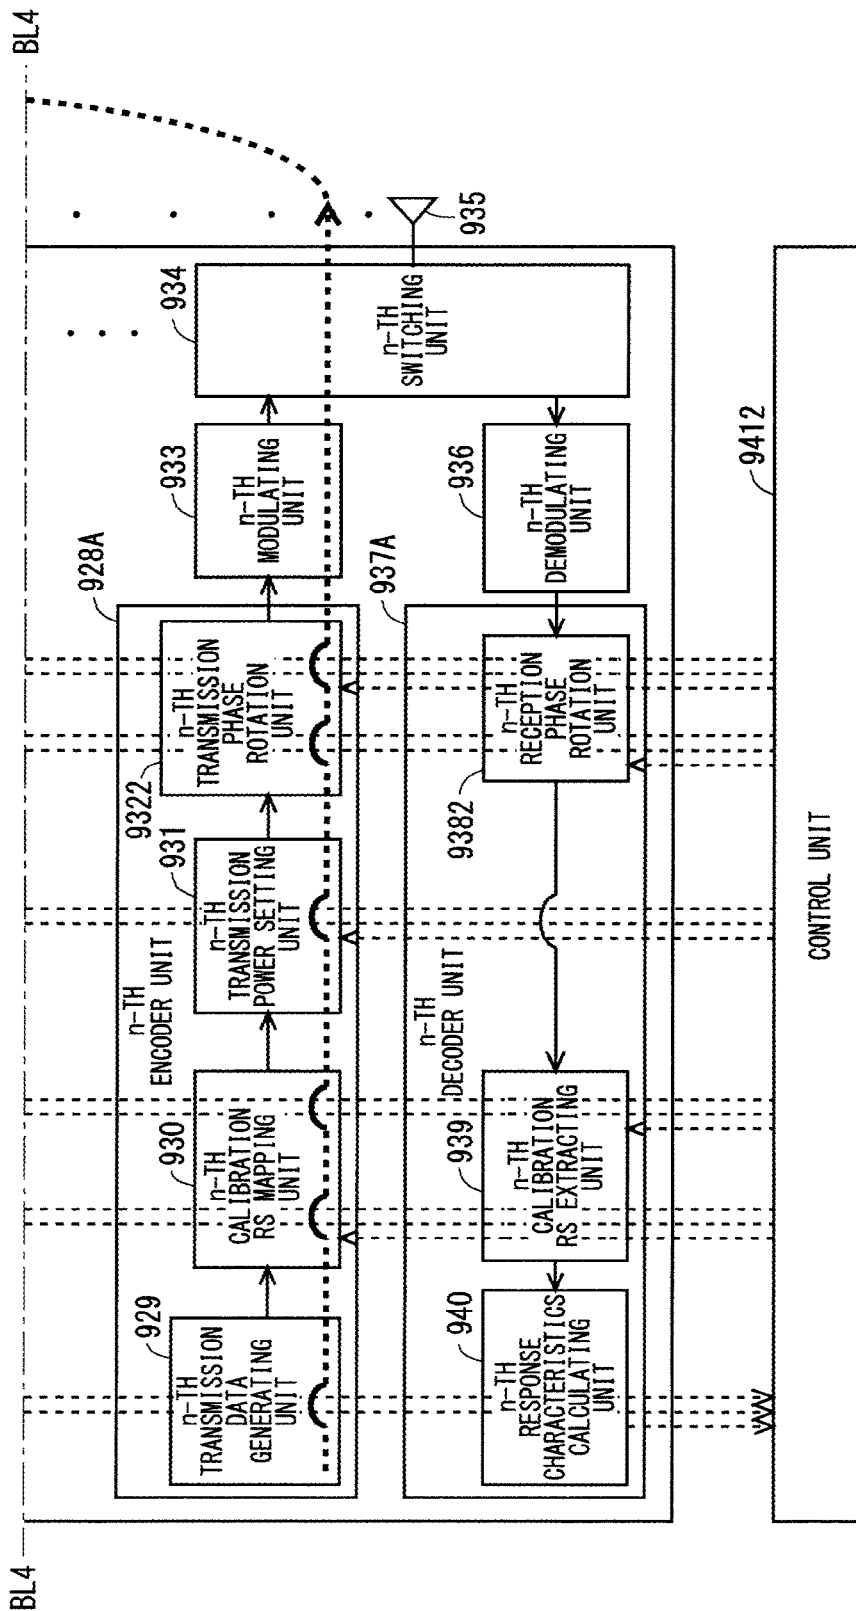 BL4
BL4
928A
n-TH
ENCODER UNIT
929
n-TH
TRANSMISSION
DATA
GENERATING
UNIT
930
n-TH
CALIBRATION
RS MAPPING
UNIT
931
n-TH
TRANSMISSION
POWER SETTING
UNIT
9322
n-TH
TRANSMISSION
PHASE
ROTATION
UNIT
933
n-TH
MODULATING
UNIT
934
n-TH
SWITCHING
UNIT
935
937A
n-TH
DECODER UNIT
940
n-TH
RESPONSE
CHARACTERISTICS
CALCULATING
UNIT
939
n-TH
CALIBRATION
RS EXTRACTING
UNIT
9382
n-TH
RECEPTION
PHASE
ROTATION
UNIT
936
n-TH
DEMODULATING
UNIT
9412
CONTROL UNIT